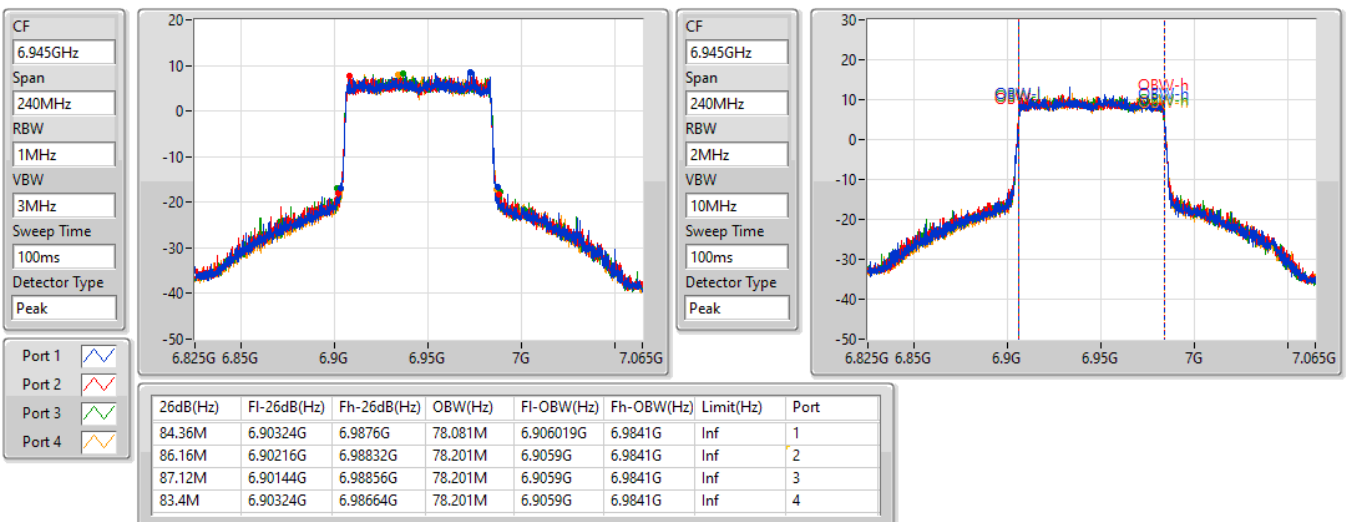 CF
6.945GHz
Span
240MHz
RBW
1MHz
VBW
3MHz
Sweep Time
100ms
Detector Type
Peak
20
10
0
-10
-20
-30
-40
-50
6.825G 6.85G 6.9G 6.95G 7G 7.065G
CF
6.945GHz
Span
240MHz
RBW
2MHz
VBW
10MHz
Sweep Time
100ms
Detector Type
Peak
30
20
10
0
-10
-20
-30
-40
-50
OBW-l
OBW-h
OBW-h
6.825G 6.85G 6.9G 6.95G 7G 7.065G
Port 1
Port 2
Port 3
Port 4
26dB(Hz) Fl-26dB(Hz) Fh-26dB(Hz) OBW(Hz) Fl-OBW(Hz) Fh-OBW(Hz) Limit(Hz) Port
84.36M 6.90324G 6.9876G 78.081M 6.906019G 6.9841G Inf 1
86.16M 6.90216G 6.98832G 78.201M 6.9059G 6.9841G Inf 2
87.12M 6.90144G 6.98856G 78.201M 6.9059G 6.9841G Inf 3
83.4M 6.90324G 6.98664G 78.201M 6.9059G 6.9841G Inf 4